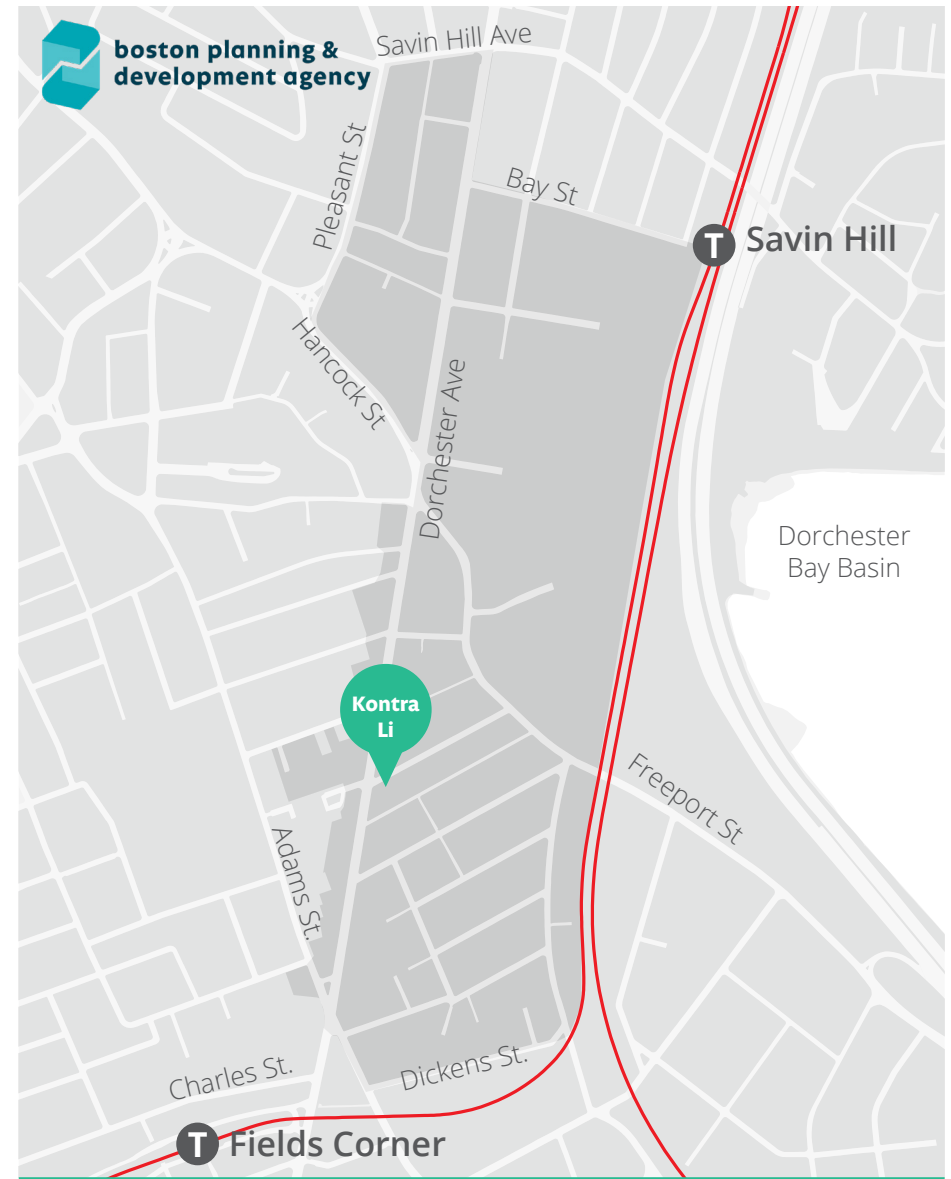 boston planning &
development agency
Savin Hill Ave
Pleasant St
Bay St
T Savin Hill
Hancock St
Dorchester Ave
Dorchester
Bay Basin
Kontra
Li
Freeport St
Adams St.
Charles St.
Dickens St.
T Fields Corner